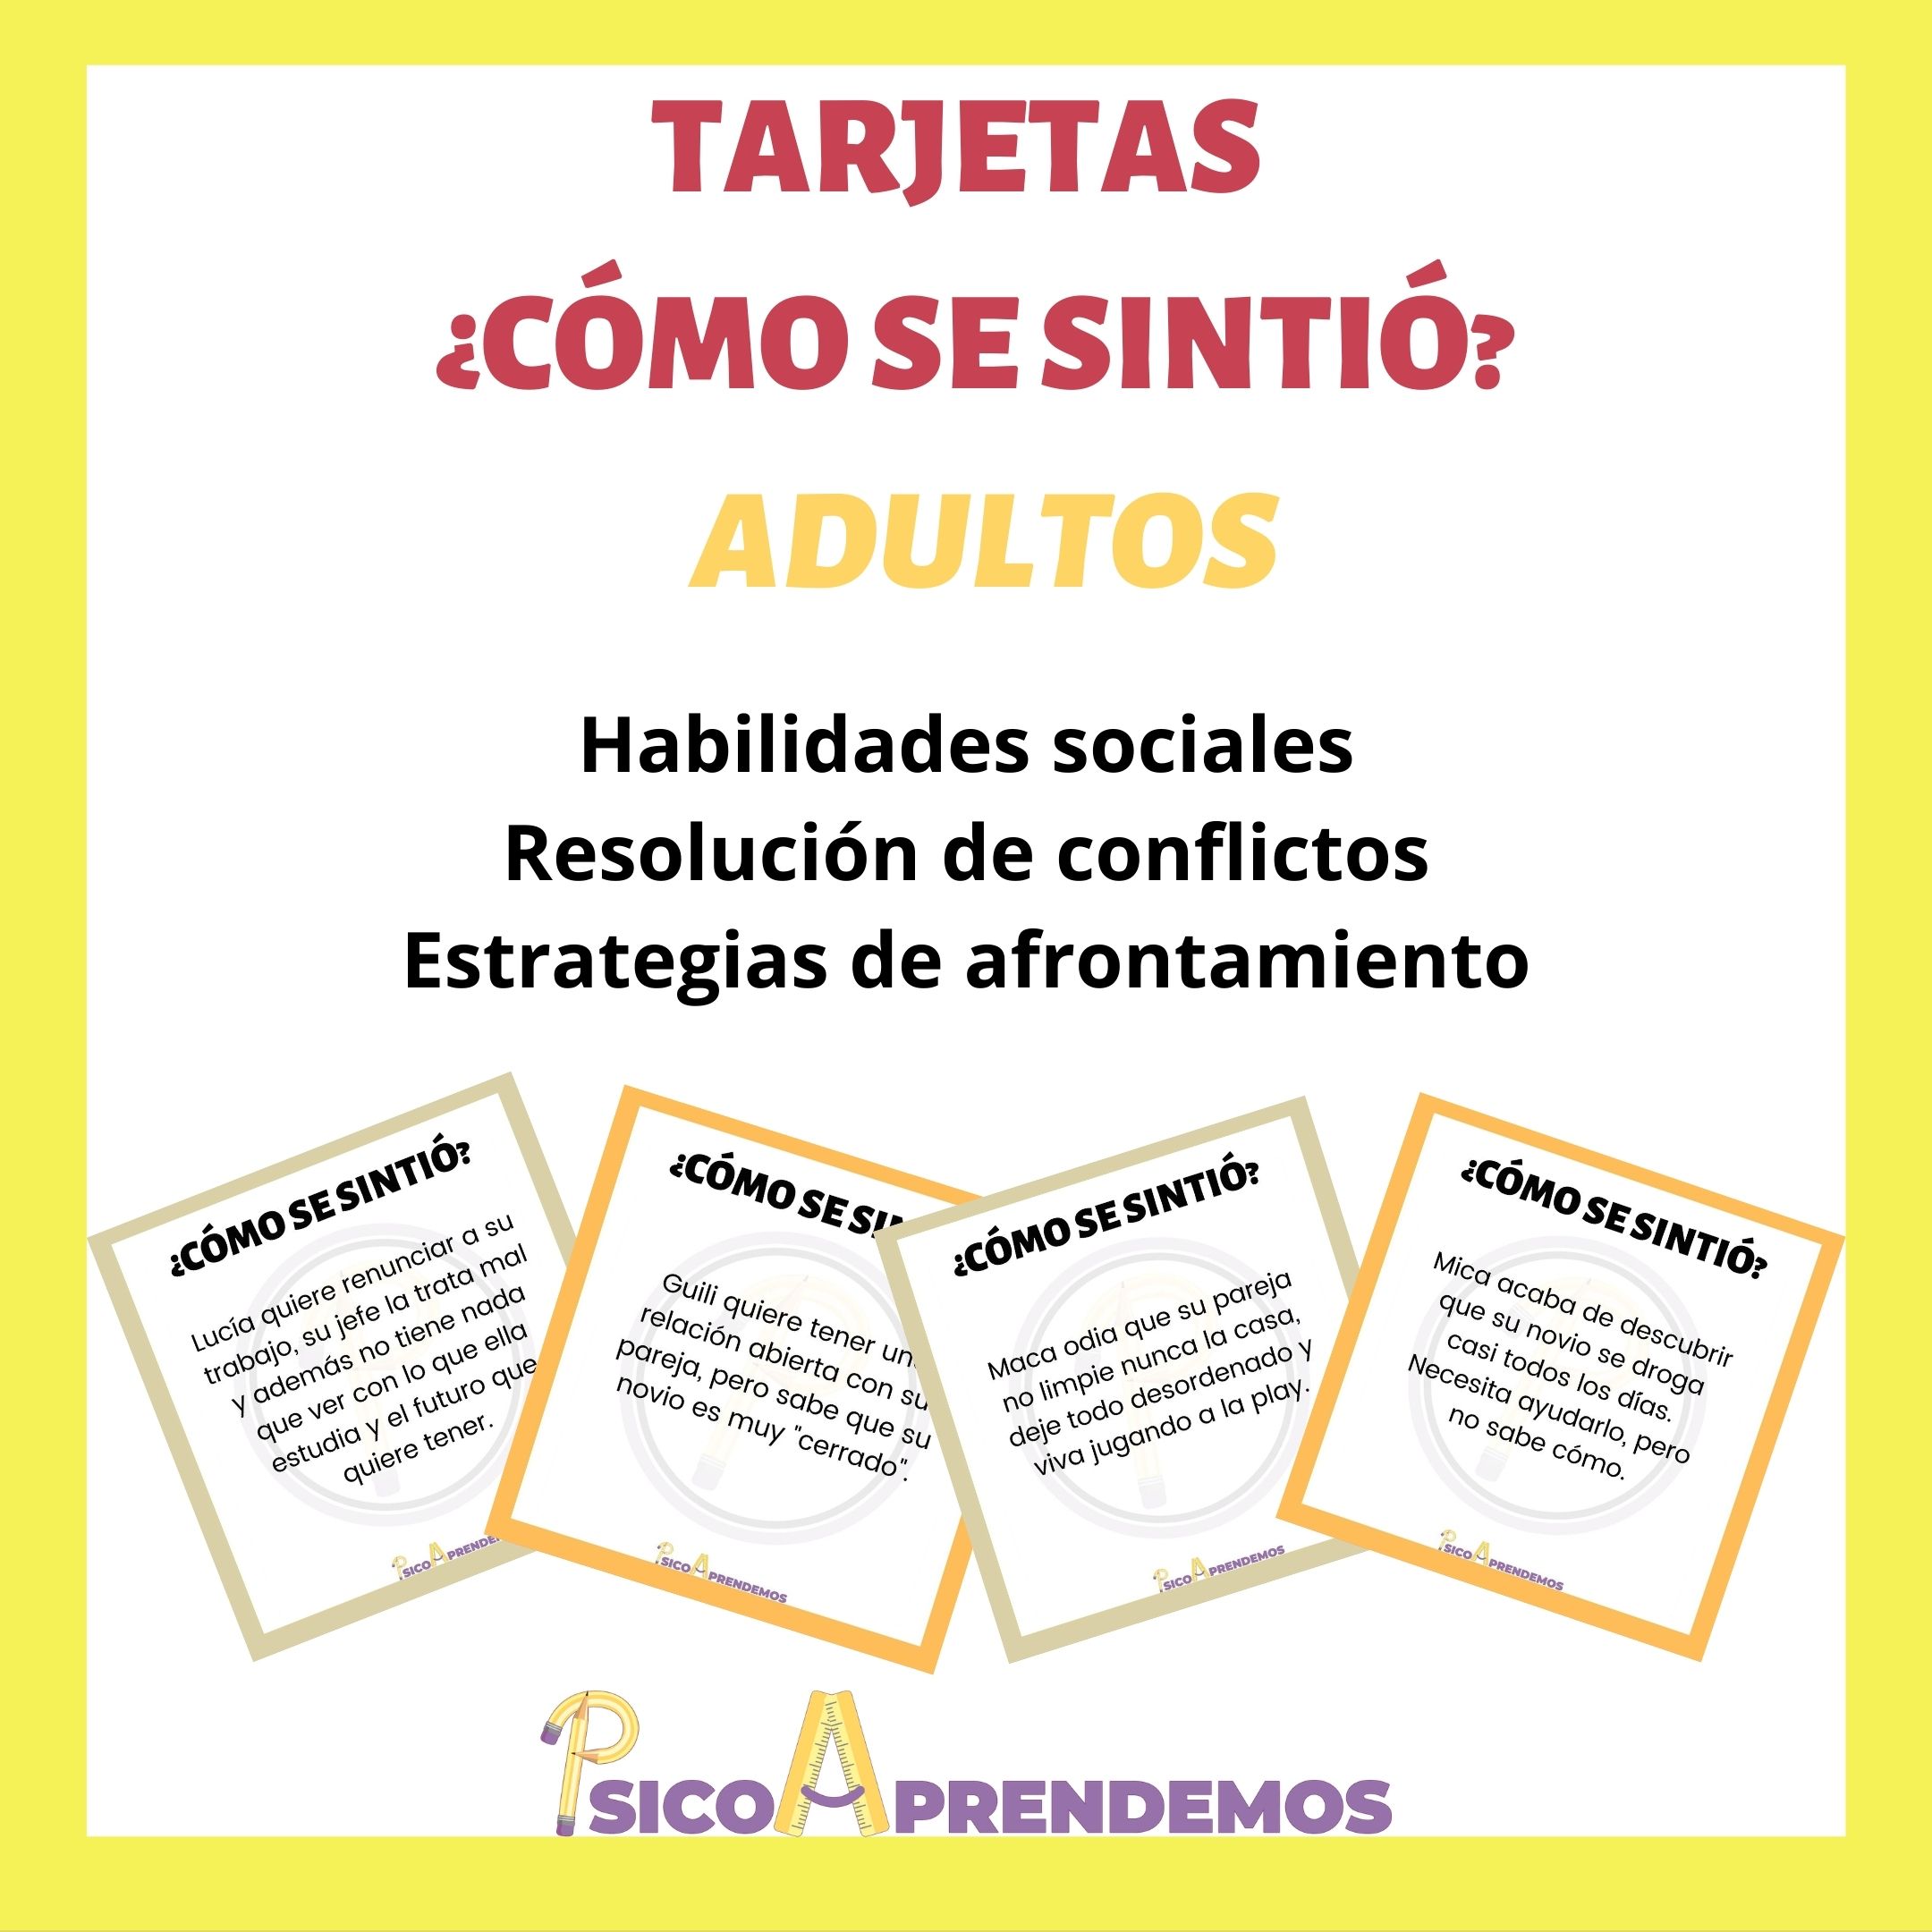 TARJETAS
¿CÓMO SE SINTIÓ?
ADULTOS
Habilidades sociales
Resolución de conflictos
Estrategias de afrontamiento
¿CÓMO SE SINTIÓ?
Lucía quiere renunciar a su
trabajo, su jefe la trata mal
y además no tiene nada
que ver con lo que ella
estudia y el futuro que
quiere tener.
PSICOAPRENDEMOS
¿CÓMO SE
Guili quiere tener
relación abierta con su
pareja, pero sabe que su
novio es muy "cerrado".
PSICOAPRENDEMOS
¿CÓMO SE SINTIÓ?
Maca odia que su pareja
no limpie nunca la casa,
deje todo desordenado y
viva jugando a la play.
PSICOAPRENDEMOS
¿CÓMO SE SINTIÓ?
Mica acaba de descubrir
que su novio se droga
casi todos los días.
Necesita ayudarlo, pero
no sabe cómo.
PSICOAPRENDEMOS
PSICOAPRENDEMOS